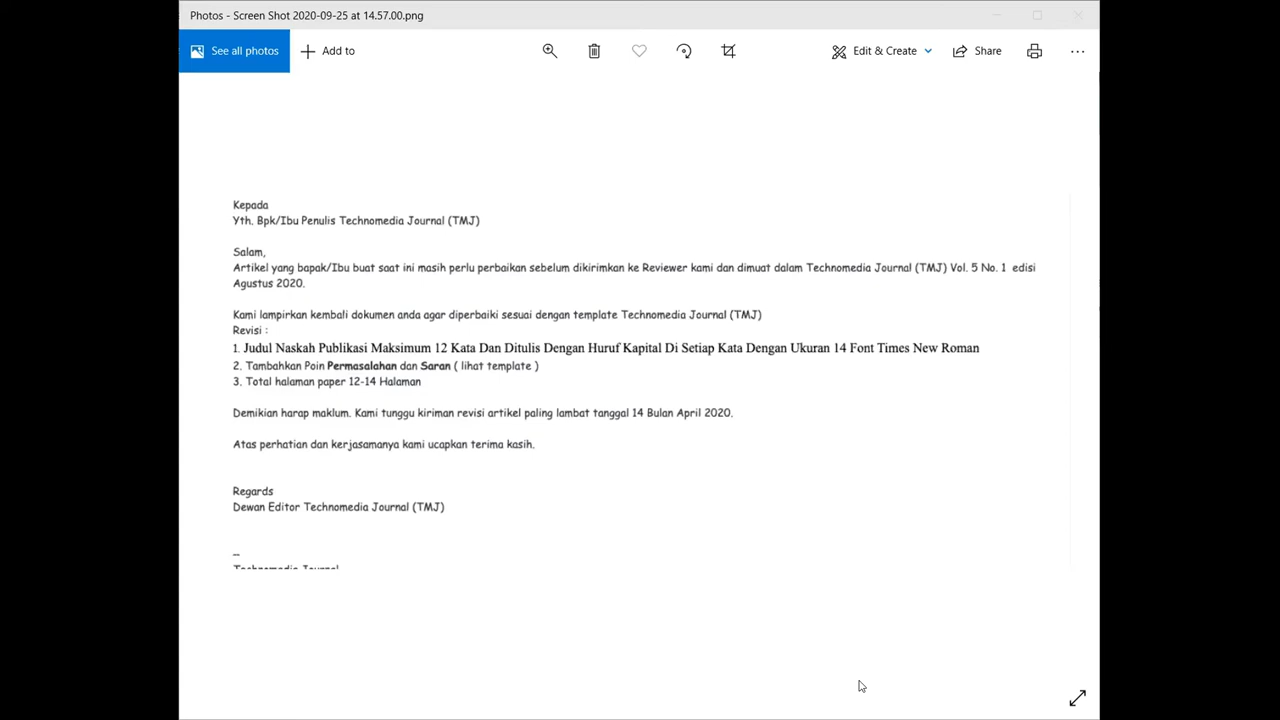 Photos - Screen Shot 2020-09-25 at 14.57.00.png
See all photos
Add to
Edit & Create
Share
Kepada
Yth. Bpk/Ibu Penulis Technomedia Journal (TMJ)
Salam,
Artikel yang bapak/Ibu buat saat ini masih perlu perbaikan sebelum dikirimkan ke Reviewer kami dan dimuat dalam Technomedia Journal (TMJ) Vol. 5 No. 1 edisi
Agustus 2020.
Kami lampirkan kembali dokumen anda agar diperbaiki sesuai dengan template Technomedia Journal (TMJ)
Revisi :
1. Judul Naskah Publikasi Maksimum 12 Kata Dan Ditulis Dengan Huruf Kapital Di Setiap Kata Dengan Ukuran 14 Font Times New Roman
2. Tambahkan Poin Permasalahan dan Saran ( lihat template )
3. Total halaman paper 12-14 Halaman
Demikian harap maklum. Kami tunggu kiriman revisi artikel paling lambat tanggal 14 Bulan April 2020.
Atas perhatian dan kerjasamanya kami ucapkan terima kasih.
Regards
Dewan Editor Technomedia Journal (TMJ)
--
Technomedia Journal